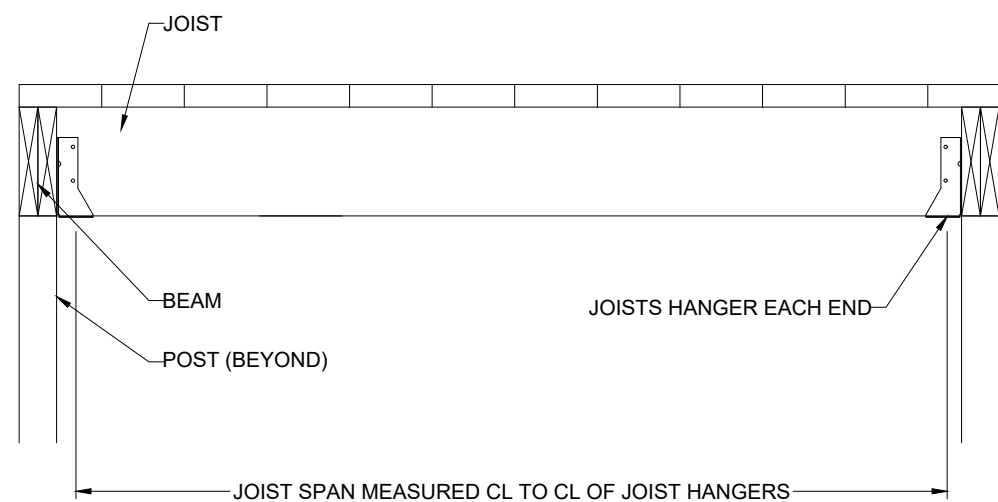 JOIST
BEAM
JOISTS HANGER EACH END
POST (BEYOND)
JOIST SPAN MEASURED CL TO CL OF JOIST HANGERS